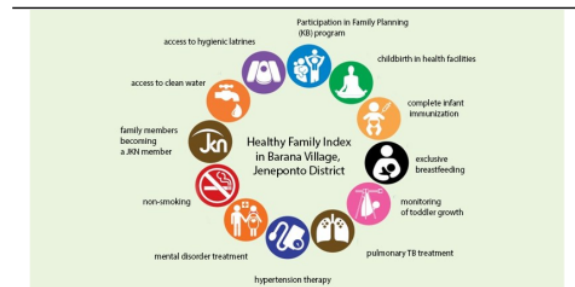 Participation in Family Planning
(KB) program
childbirth in health facilities
complete infant
immunization
exclusive
breastfeeding
monitoring
of toddler growth
pulmonary TB treatment
hypertension therapy
mental disorder treatment
non-smoking
family members
becoming
a JKN member
access to clean water
access to hygienic latrines
Jkn
Healthy Family Index
in Barana Village,
Jeneponto District